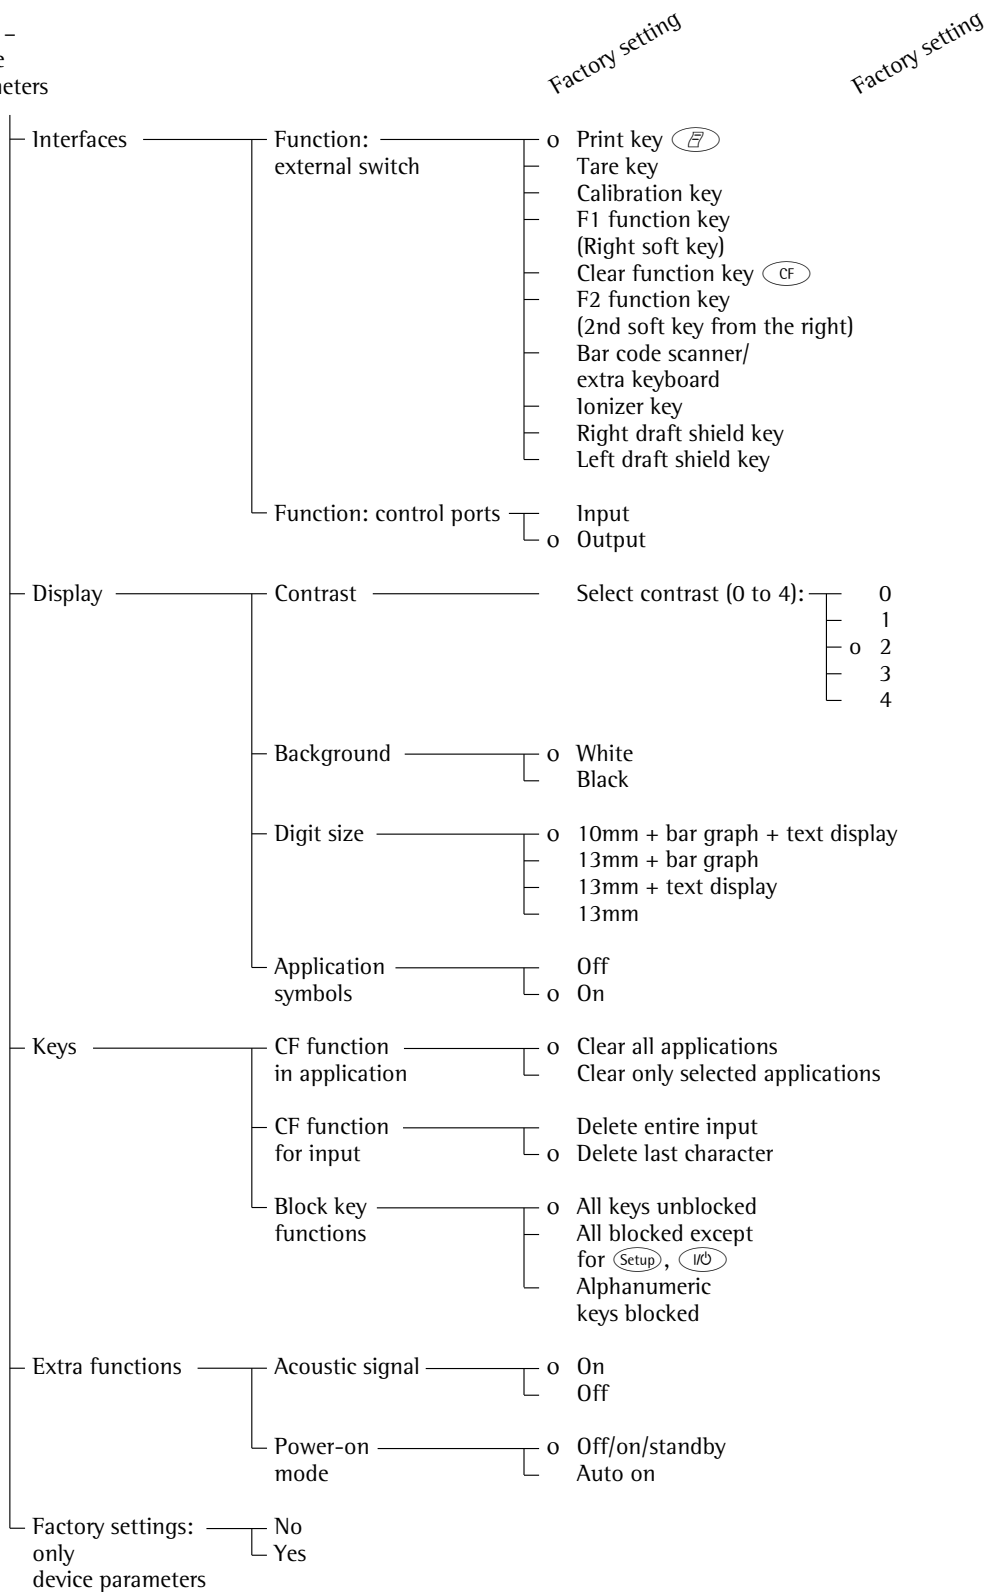 Factory setting
Factory setting
–
e
eters
Interfaces
Function:
external switch
o Print key
Tare key
Calibration key
F1 function key
(Right soft key)
Clear function key CF
F2 function key
(2nd soft key from the right)
Bar code scanner/
extra keyboard
Ionizer key
Right draft shield key
Left draft shield key
Function: control ports
Input
o Output
Display
Contrast
Select contrast (0 to 4):
0
1
o 2
3
4
Background
o White
Black
Digit size
o 10mm + bar graph + text display
13mm + bar graph
13mm + text display
13mm
Application
symbols
Off
o On
Keys
CF function
in application
o Clear all applications
Clear only selected applications
CF function
for input
Delete entire input
o Delete last character
Block key
functions
o All keys unblocked
All blocked except
for Setup, I/⏻
Alphanumeric
keys blocked
Extra functions
Acoustic signal
o On
Off
Power-on
mode
o Off/on/standby
Auto on
Factory settings:
only
device parameters
No
Yes